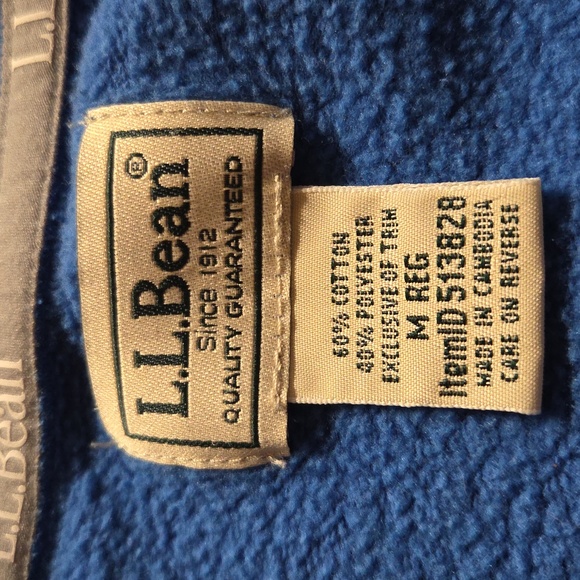 L.L.Bean®
Since 1912
QUALITY GUARANTEED
60% COTTON
40% POLYESTER
EXCLUSIVE OF TRIM
M REG
ItemID513828
MADE IN CAMBODIA
CARE ON REVERSE
L.L.Bean
L.I